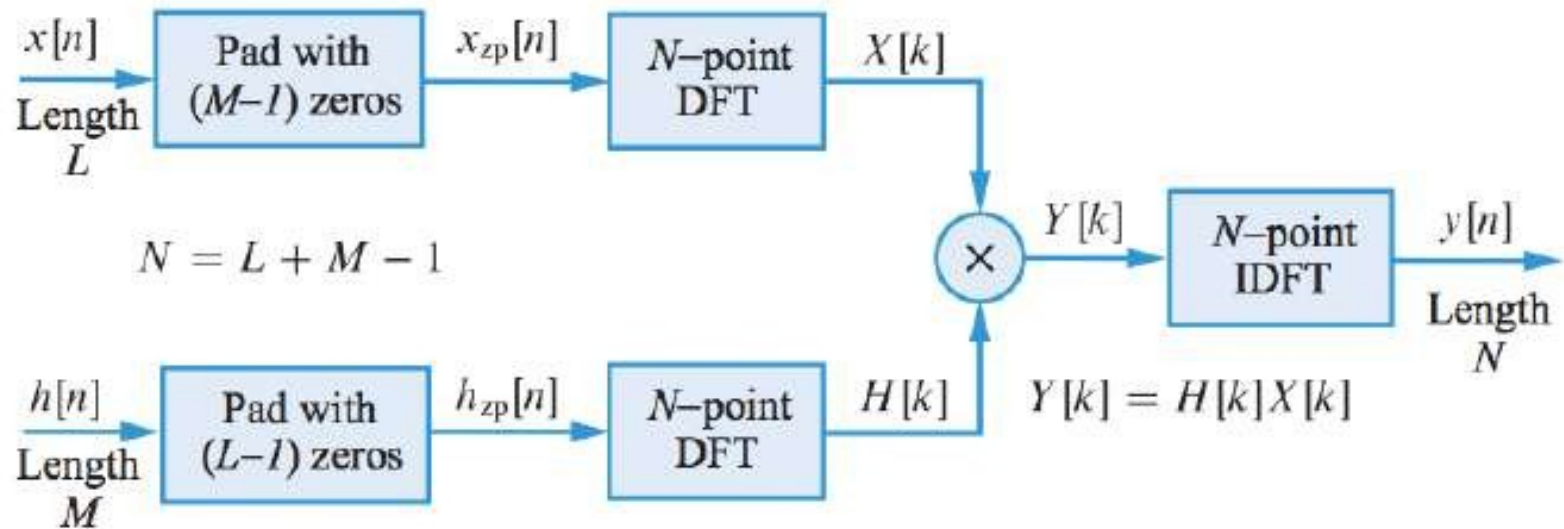 x[n]
Length
L
Pad with
(M–1) zeros
x_zp[n]
N–point
DFT
X[k]
N = L + M − 1
×
Y[k]
N–point
IDFT
y[n]
Length
N
h[n]
Length
M
Pad with
(L–1) zeros
h_zp[n]
N–point
DFT
H[k]
Y[k] = H[k]X[k]